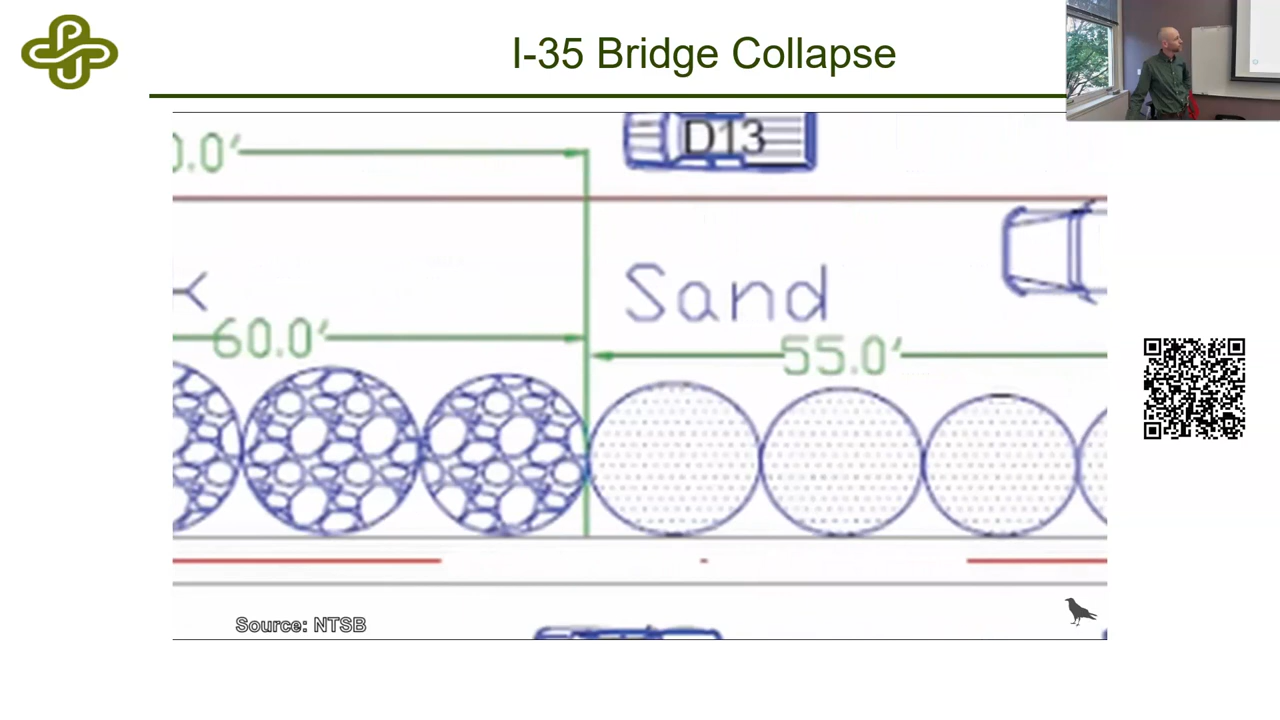 I-35 Bridge Collapse
D13
0.0'
Sand
60.0'
55.0'
Source: NTSB